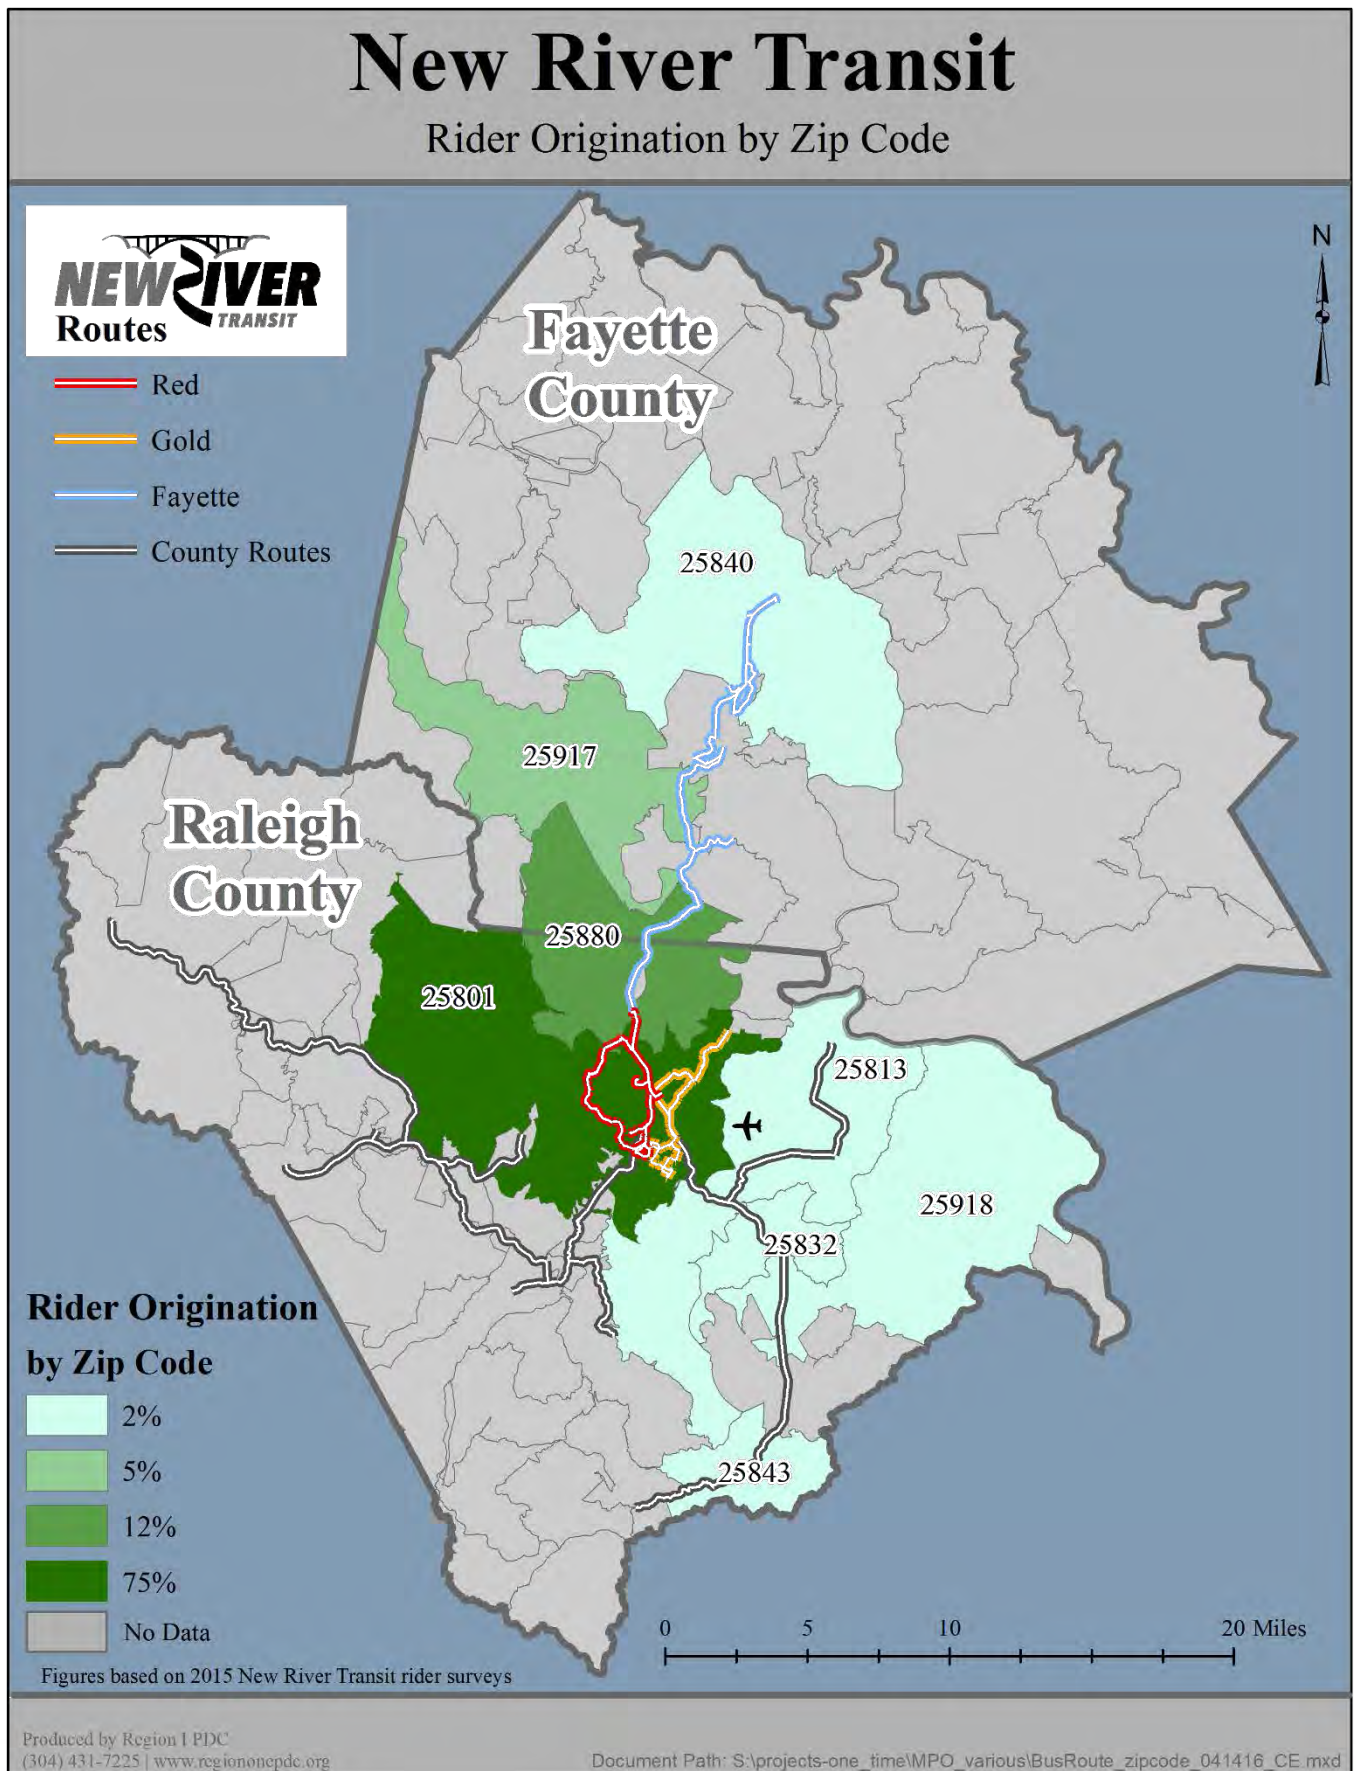 New River Transit
Rider Origination by Zip Code
NEW RIVER
TRANSIT
Routes
Red
Gold
Fayette
County Routes
N
Fayette
County
25840
25917
Raleigh
County
25880
25801
25813
25918
25832
25843
Rider Origination
by Zip Code
2%
5%
12%
75%
No Data
0 5 10 20 Miles
Figures based on 2015 New River Transit rider surveys
Produced by Region I PDC
(304) 431-7225 | www.regiononepdc.org
Document Path: S:\projects-one_time\MPO_various\BusRoute_zipcode_041416_CE.mxd